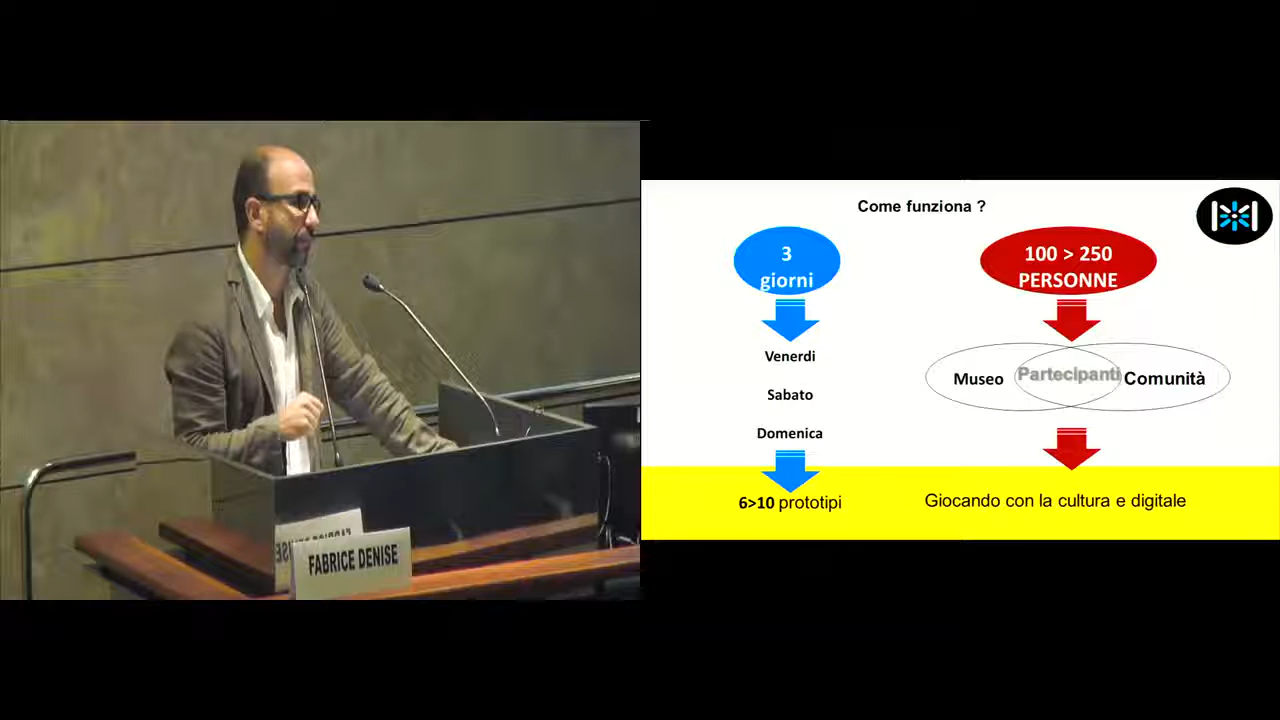 FABRICE DENISE
Come funziona ?
3
giorni
Venerdi
Sabato
Domenica
6>10 prototipi
100 > 250
PERSONNE
Museo
Partecipanti
Comunità
Giocando con la cultura e digitale